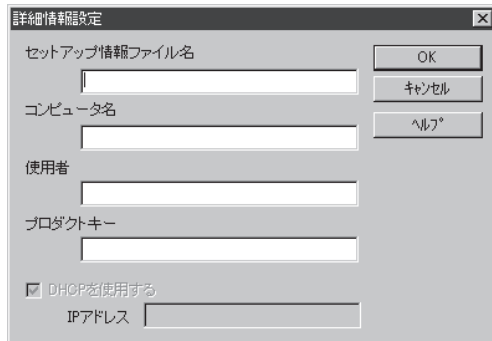 詳細情報設定
セットアップ情報ファイル名
OK
キャンセル
コンピュータ名
ヘルプ
使用者
プロダクトキー
DHCPを使用する
IPアドレス